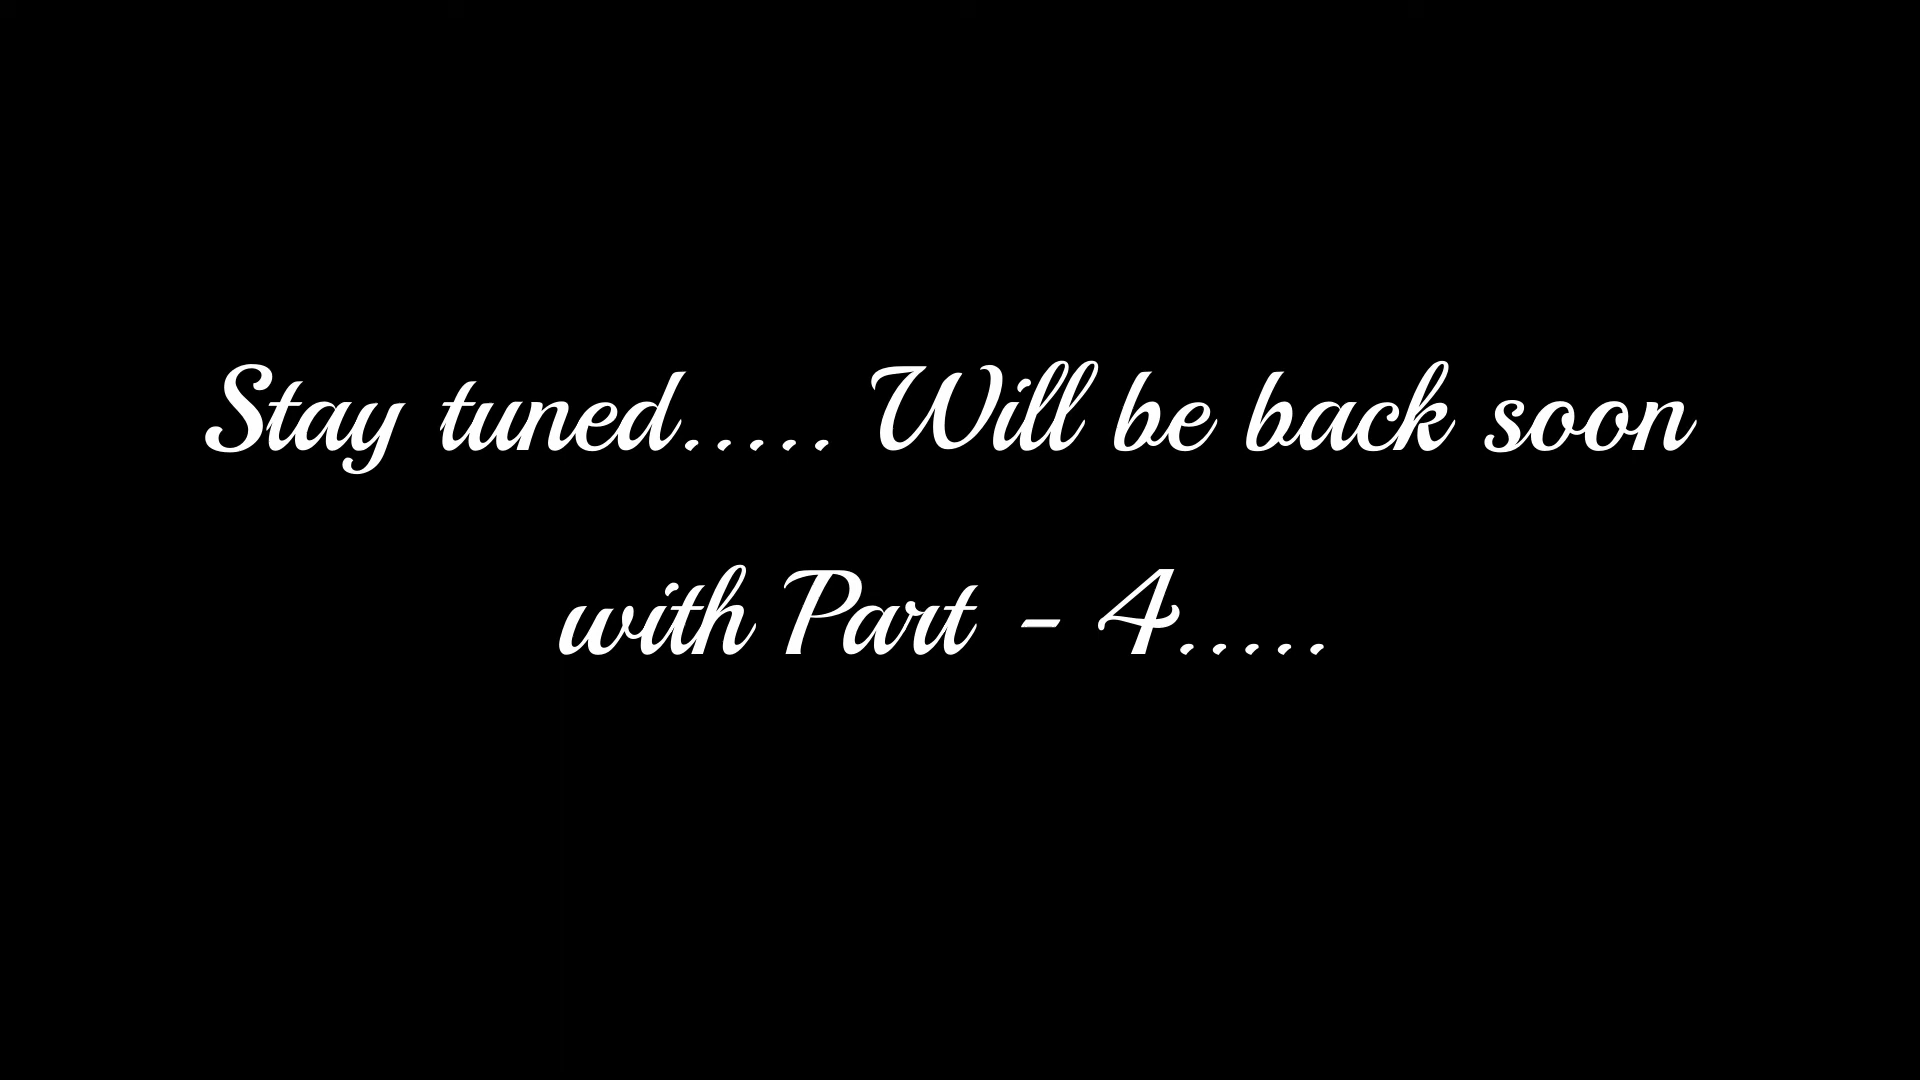 Stay tuned..... Will be back soon
with Part - 4.....